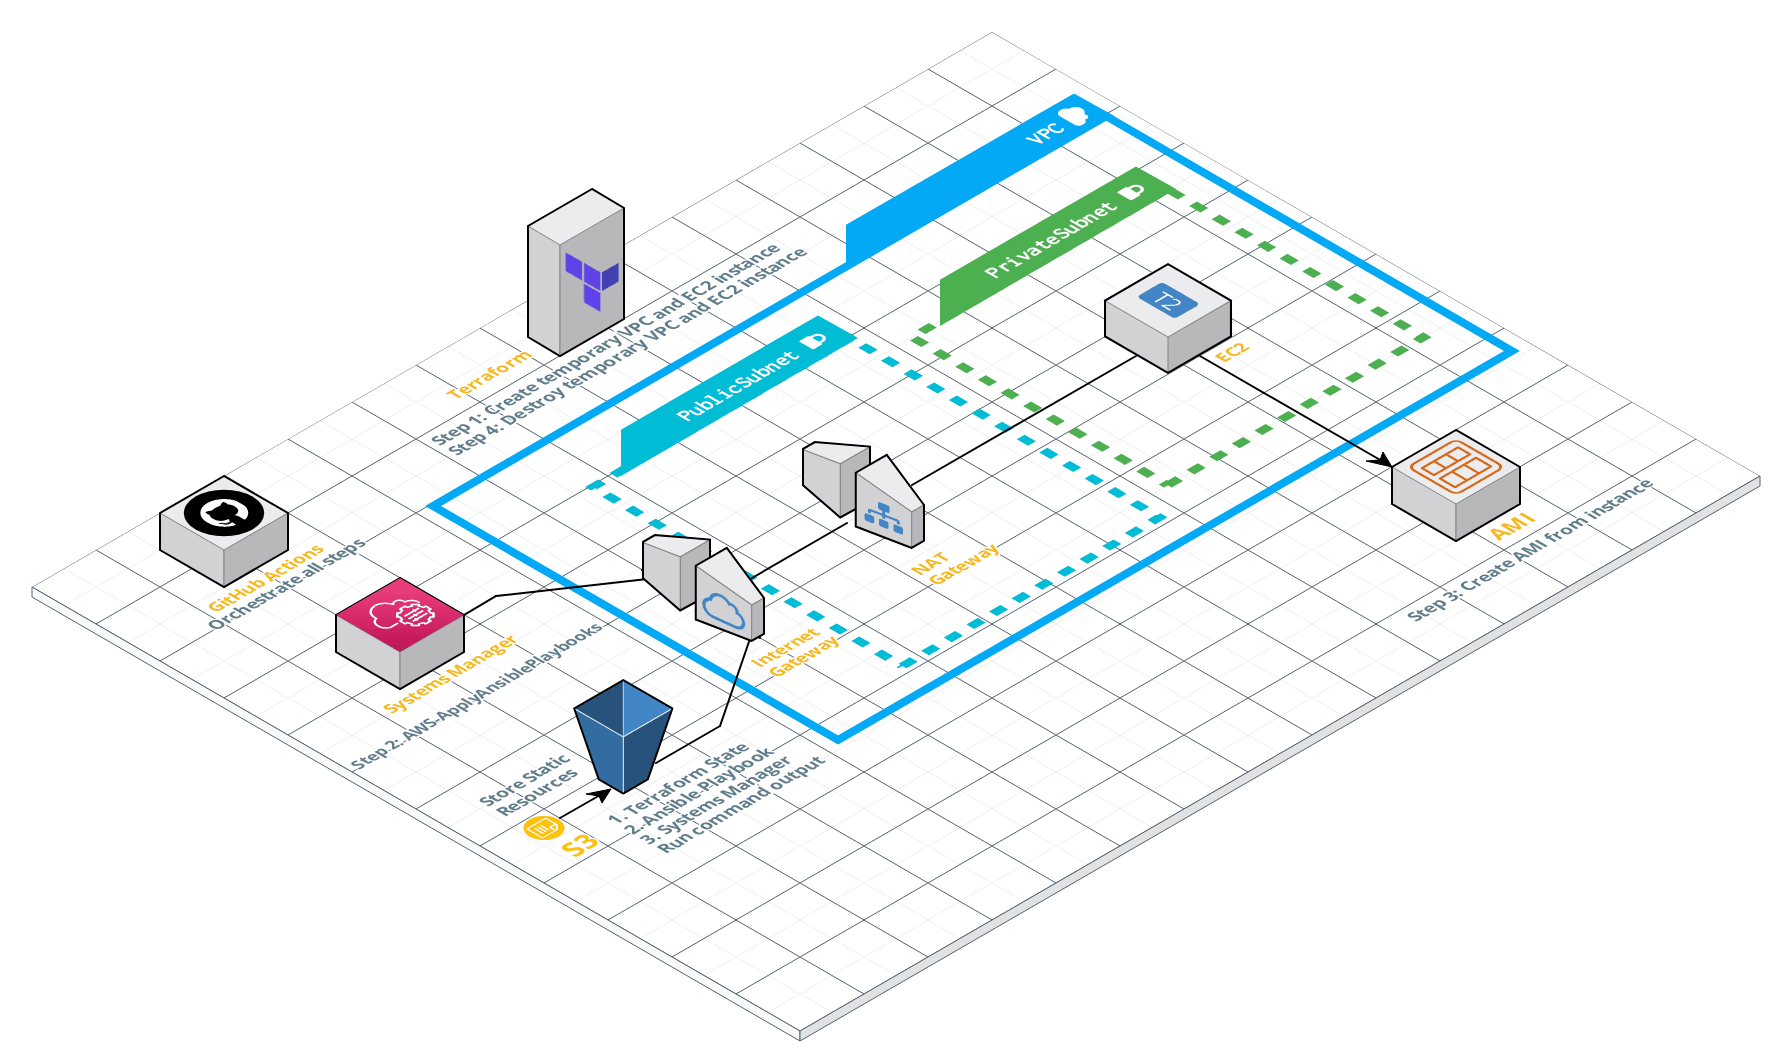 VPC
PrivateSubnet
T2
EC2
PublicSubnet
Terraform
Step 1: Create temporary VPC and EC2 instance
Step 4: Destroy temporary VPC and EC2 instance
GitHub Actions
Orchestrate all steps
NAT
Gateway
AMI
Step 3: Create AMI from instance
Internet
Gateway
Systems Manager
Step 2: AWS-ApplyAnsiblePlaybooks
Store Static
Resources
S3
1. Terraform State
2. Ansible Playbook
3. Systems Manager
Run command output